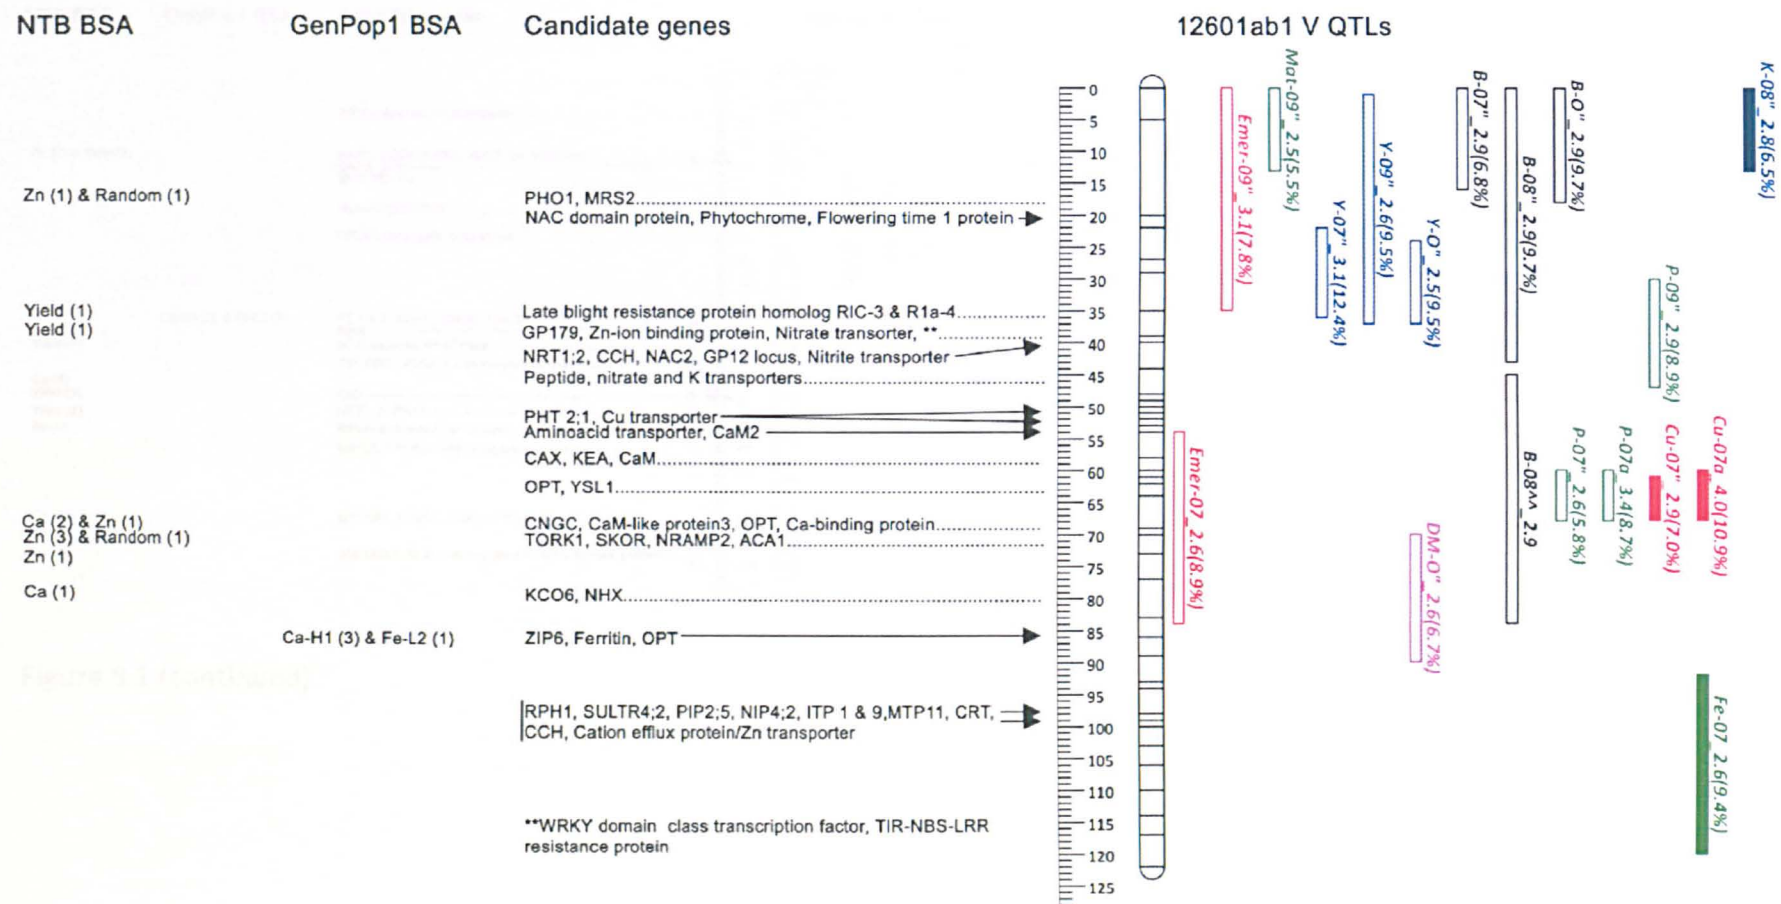 NTB BSA
GenPop1 BSA
Candidate genes
12601ab1 V QTLs
Zn (1) & Random (1)
PHO1, MRS2
NAC domain protein, Phytochrome, Flowering time 1 protein
Yield (1)
Late blight resistance protein homolog RIC-3 & R1a-4
Yield (1)
GP179, Zn-ion binding protein, Nitrate transorter, **
NRT1;2, CCH, NAC2, GP12 locus, Nitrite transporter
Peptide, nitrate and K transporters
PHT 2;1, Cu transporter
Aminoacid transporter, CaM2
CAX, KEA, CaM
OPT, YSL1
Ca (2) & Zn (1)
CNGC, CaM-like protein3, OPT, Ca-binding protein
Zn (3) & Random (1)
TORK1, SKOR, NRAMP2, ACA1
Zn (1)
Ca (1)
KCO6, NHX
Ca-H1 (3) & Fe-L2 (1)
ZIP6, Ferritin, OPT
RPH1, SULTR4;2, PIP2;5, NIP4;2, ITP 1 & 9,MTP11, CRT,
CCH, Cation efflux protein/Zn transporter
**WRKY domain class transcription factor, TIR-NBS-LRR
resistance protein
0
5
10
15
20
25
30
35
40
45
50
55
60
65
70
75
80
85
90
95
100
105
110
115
120
125
Emer-07_2.6(8.9%)
Emer-09"_3.1(7.8%)
Mat-09"_2.5(5.5%)
Y-07"_3.1(12.4%)
Y-09"_2.6(9.5%)
Y-O"_2.5(9.5%)
DM-O"_2.6(6.7%)
B-07"_2.9(6.8%)
B-08"_2.9(9.7%)
B-08^^_2.9
B-O"_2.9(9.7%)
P-07"_2.6(5.8%)
P-07a_3.4(8.7%)
P-09"_2.9(8.9%)
Cu-07"_2.9(7.0%)
Cu-07a_4.0(10.9%)
Fe-07_2.6(9.4%)
K-08"_2.8(6.5%)